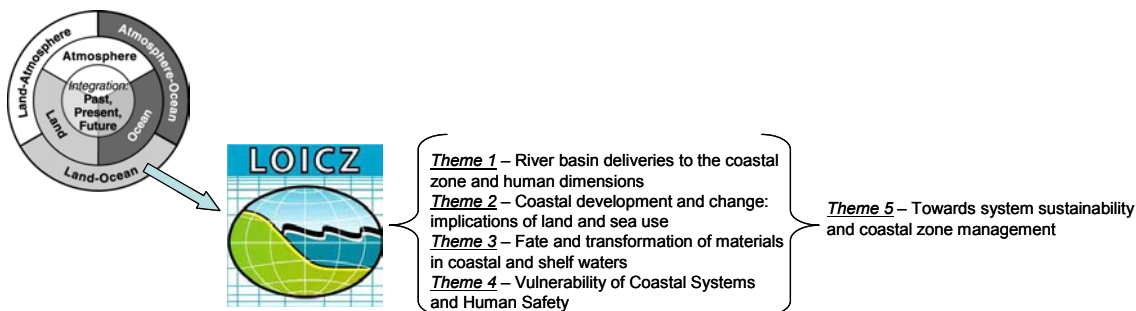 Land-Atmosphere
Atmosphere-Ocean
Atmosphere
Integration:
Past,
Present,
Future
Land
Ocean
Land-Ocean
LOICZ
Theme 1 – River basin deliveries to the coastal
zone and human dimensions
Theme 2 – Coastal development and change:
implications of land and sea use
Theme 3 – Fate and transformation of materials
in coastal and shelf waters
Theme 4 – Vulnerability of Coastal Systems
and Human Safety
Theme 5 – Towards system sustainability
and coastal zone management